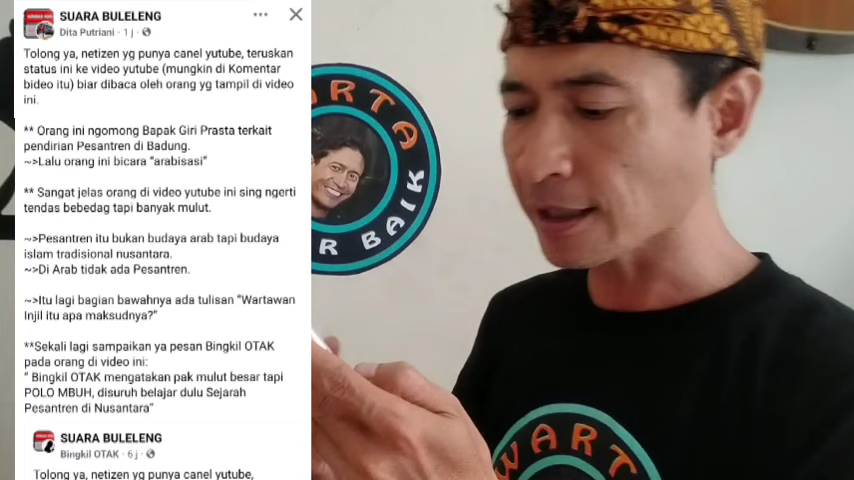 SUARA BULELENG
Dita Putriani · 1 j ·
Tolong ya, netizen yg punya canel yutube, teruskan
status ini ke video yutube (mungkin di Komentar
bideo itu) biar dibaca oleh orang yg tampil di video
ini.
** Orang ini ngomong Bapak Giri Prasta terkait
pendirian Pesantren di Badung.
~>Lalu orang ini bicara "arabisasi"
** Sangat jelas orang di video yutube ini sing ngerti
tendas bebedag tapi banyak mulut.
~>Pesantren itu bukan budaya arab tapi budaya
islam tradisional nusantara.
~>Di Arab tidak ada Pesantren.
~>Itu lagi bagian bawahnya ada tulisan "Wartawan
Injil itu apa maksudnya?"
**Sekali lagi sampaikan ya pesan Bingkil OTAK
pada orang di video ini:
" Bingkil OTAK mengatakan pak mulut besar tapi
POLO MBUH, disuruh belajar dulu Sejarah
Pesantren di Nusantara"
SUARA BULELENG
Bingkil OTAK · 6 j ·
Tolong ya, netizen yg punya canel yutube,
WARTA
R BAIK
WART